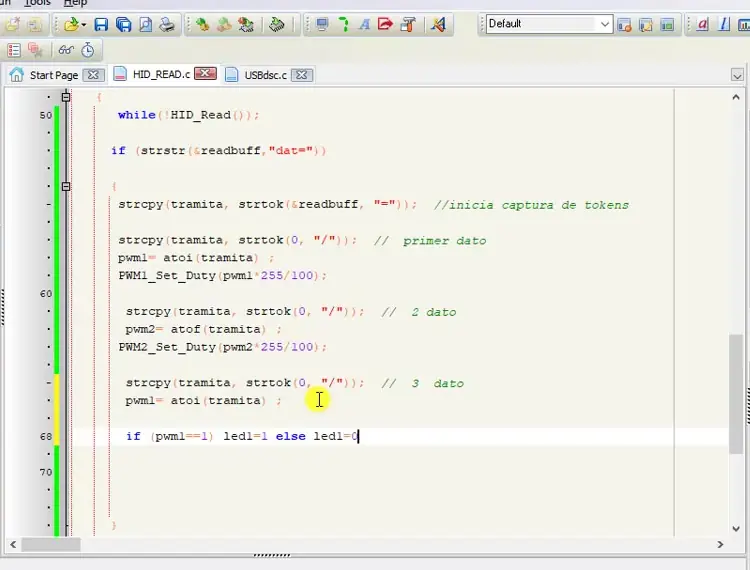 Tools Help
Default
Start Page HID_READ.c USBdsc.c
{
50 while(!HID_Read());
if (strstr(&readbuff,"dat="))
{
strcpy(tramita, strtok(&readbuff, "=")); //inicia captura de tokens
strcpy(tramita, strtok(0, "/")); // primer dato
pwm1= atoi(tramita) ;
PWM1_Set_Duty(pwm1*255/100);
60
strcpy(tramita, strtok(0, "/")); // 2 dato
pwm2= atof(tramita) ;
PWM2_Set_Duty(pwm2*255/100);
strcpy(tramita, strtok(0, "/")); // 3 dato
pwm1= atoi(tramita) ;
68 if (pwm1==1) led1=1 else led1=0
70
}